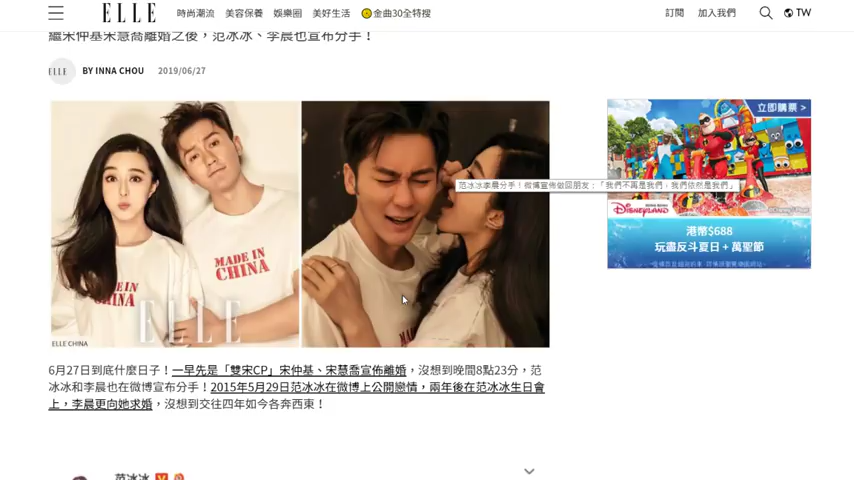 ELLE 時尚潮流 美容保養 娛樂圈 美好生活 金曲30全特搜 訂閱 加入我們 TW
繼宋仲基宋慧喬離婚之後，范冰冰、李晨也宣布分手！
ELLE BY INNA CHOU 2019/06/27
立即購票 >
MADE IN CHINA
MADE IN CHINA
ELLE
ELLE CHINA
范冰冰李晨分手！微博宣佈做回朋友：「我們不再是我們，我們依然是我們」
DISNEYLAND
港幣$688
玩盡反斗夏日＋萬聖節
6月27日到底什麼日子！一早先是「雙宋CP」宋仲基、宋慧喬宣佈離婚，沒想到晚間8點23分，范
冰冰和李晨也在微博宣布分手！2015年5月29日范冰冰在微博上公開戀情，兩年後在范冰冰生日會
上，李晨更向她求婚，沒想到交往四年如今各奔西東！
范冰冰